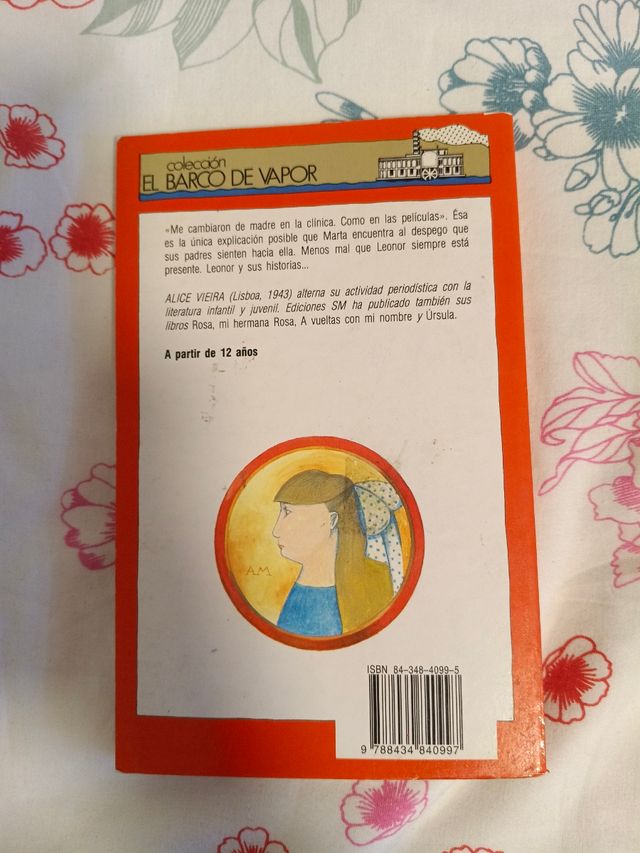 colección
EL BARCO DE VAPOR
«Me cambiaron de madre en la clínica. Como en las películas». Ésa
es la única explicación posible que Marta encuentra al despego que
sus padres sienten hacia ella. Menos mal que Leonor siempre está
presente. Leonor y sus historias...
ALICE VIEIRA (Lisboa, 1943) alterna su actividad periodística con la
literatura infantil y juvenil. Ediciones SM ha publicado también sus
libros Rosa, mi hermana Rosa, A vueltas con mi nombre y Úrsula.
A partir de 12 años
AM
ISBN 84-348-4099-5
9 788434 840997